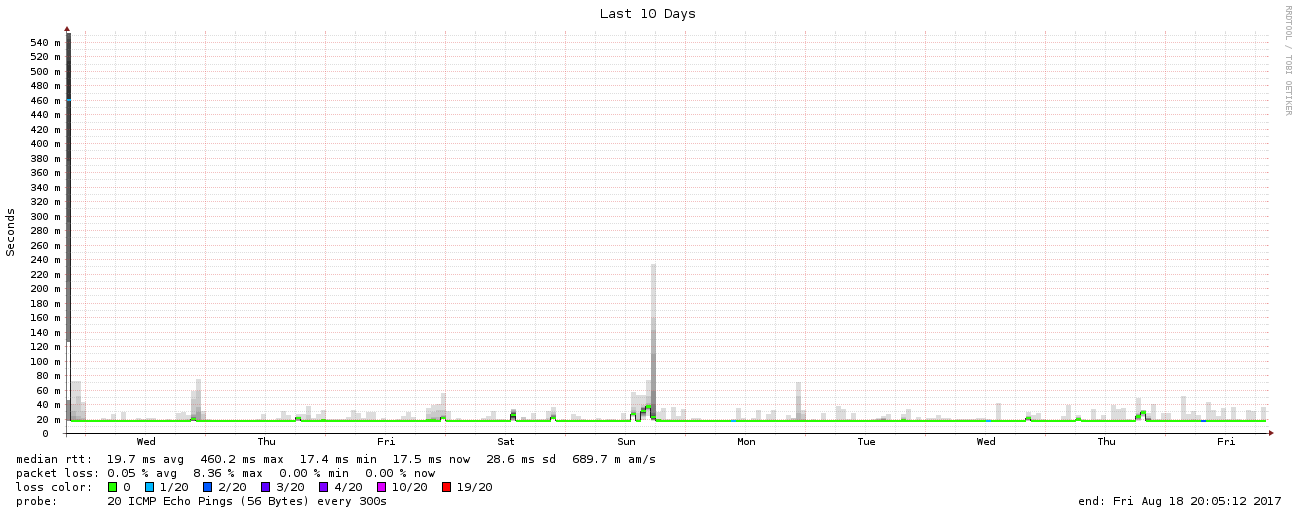 Last 10 Days
RRDTOOL / TOBI OETIKER
Seconds
540 m
520 m
500 m
480 m
460 m
440 m
420 m
400 m
380 m
360 m
340 m
320 m
300 m
280 m
260 m
240 m
220 m
200 m
180 m
160 m
140 m
120 m
100 m
80 m
60 m
40 m
20 m
0
Wed Thu Fri Sat Sun Mon Tue Wed Thu Fri
median rtt: 19.7 ms avg 460.2 ms max 17.4 ms min 17.5 ms now 28.6 ms sd 689.7 m am/s
packet loss: 0.05 % avg 8.36 % max 0.00 % min 0.00 % now
loss color: 0 1/20 2/20 3/20 4/20 10/20 19/20
probe: 20 ICMP Echo Pings (56 Bytes) every 300s
end: Fri Aug 18 20:05:12 2017